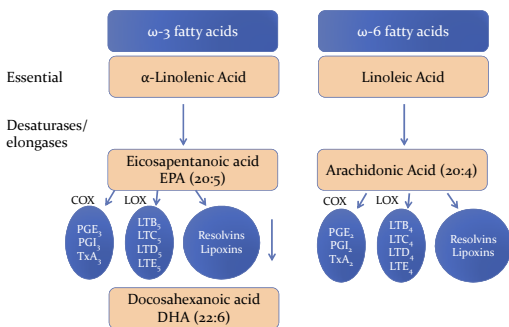 ω-3 fatty acids
ω-6 fatty acids
Essential
α-Linolenic Acid
Linoleic Acid
Desaturases/
elongases
Eicosapentanoic acid
EPA (20:5)
Arachidonic Acid (20:4)
COX
LOX
PGE₃
PGI₃
TxA₃
LTB₅
LTC₅
LTD₅
LTE₅
Resolvins
Lipoxins
COX
LOX
PGE₂
PGI₂
TxA₂
LTB₄
LTC₄
LTD₄
LTE₄
Resolvins
Lipoxins
Docosahexanoic acid
DHA (22:6)